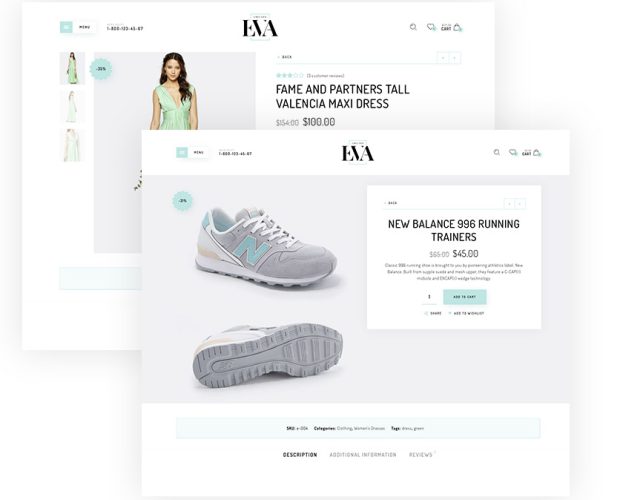 MENU
1-800-123-45-67
EVA
CART
-35%
BACK
(3 customer reviews)
FAME AND PARTNERS TALL
VALENCIA MAXI DRESS
$154.00 $100.00
MENU
1-800-123-45-67
EVA
CART
BACK
NEW BALANCE 996 RUNNING
TRAINERS
$65.00 $45.00
Classic 996 running shoe is brought to you by pioneering athletics label, New
Balance. Built from supple suede and mesh upper, they feature a C-CAP(r)
midsole and ENCAP(r) wedge technology.
1 ADD TO CART
SHARE ADD TO WISHLIST
N
SKU: e-004 Categories: Clothing, Women's Dresses Tags: dress, green
DESCRIPTION ADDITIONAL INFORMATION REVIEWS